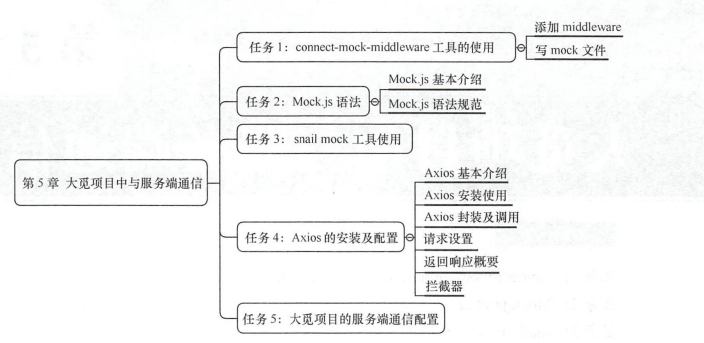 第 5 章 大觅项目中与服务端通信
任务 1：connect-mock-middleware 工具的使用
添加 middleware
写 mock 文件
任务 2：Mock.js 语法
Mock.js 基本介绍
Mock.js 语法规范
任务 3：snail mock 工具使用
任务 4：Axios 的安装及配置
Axios 基本介绍
Axios 安装使用
Axios 封装及调用
请求设置
返回响应概要
拦截器
任务 5：大觅项目的服务端通信配置